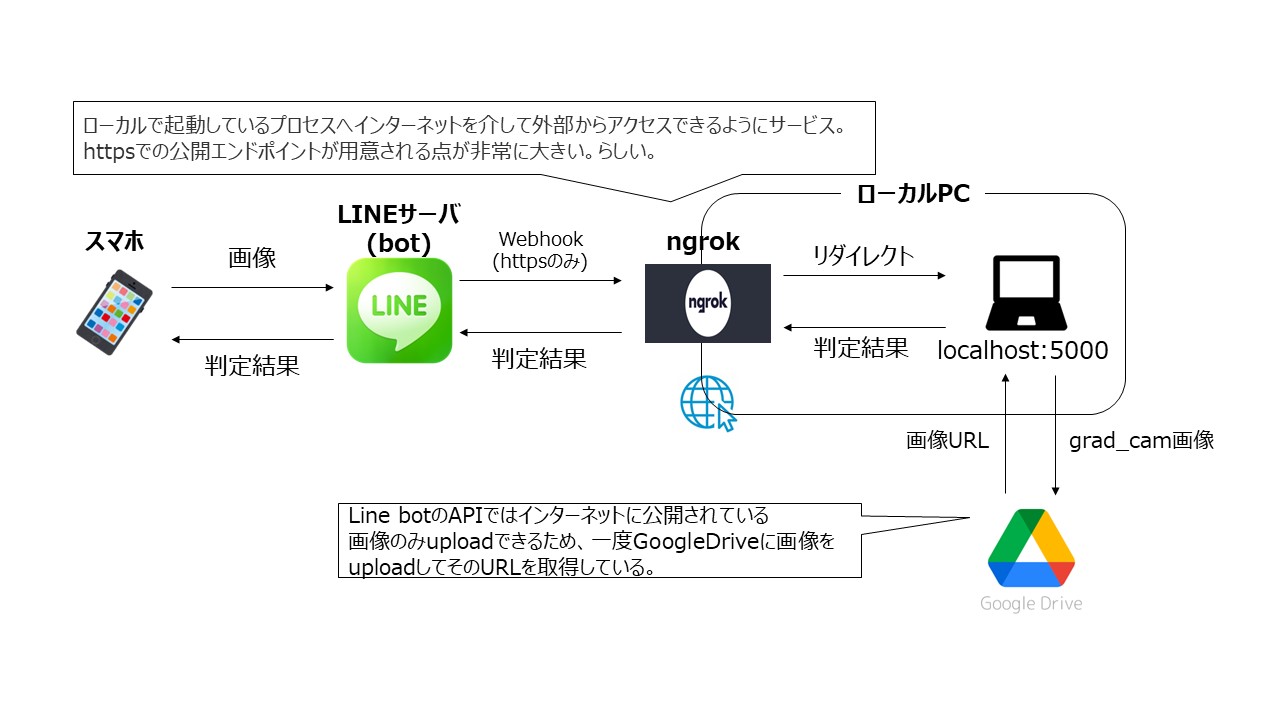 ローカルで起動しているプロセスへインターネットを介して外部からアクセスできるようにサービス。
httpsでの公開エンドポイントが用意される点が非常に大きい。らしい。
ローカルPC
LINEサーバ
(bot)
スマホ
画像
Webhook
(httpsのみ)
ngrok
リダイレクト
LINE
ngrok
判定結果
判定結果
判定結果
localhost:5000
画像URL
grad_cam画像
Line botのAPIではインターネットに公開されている
画像のみuploadできるため、一度GoogleDriveに画像を
uploadしてそのURLを取得している。
Google Drive